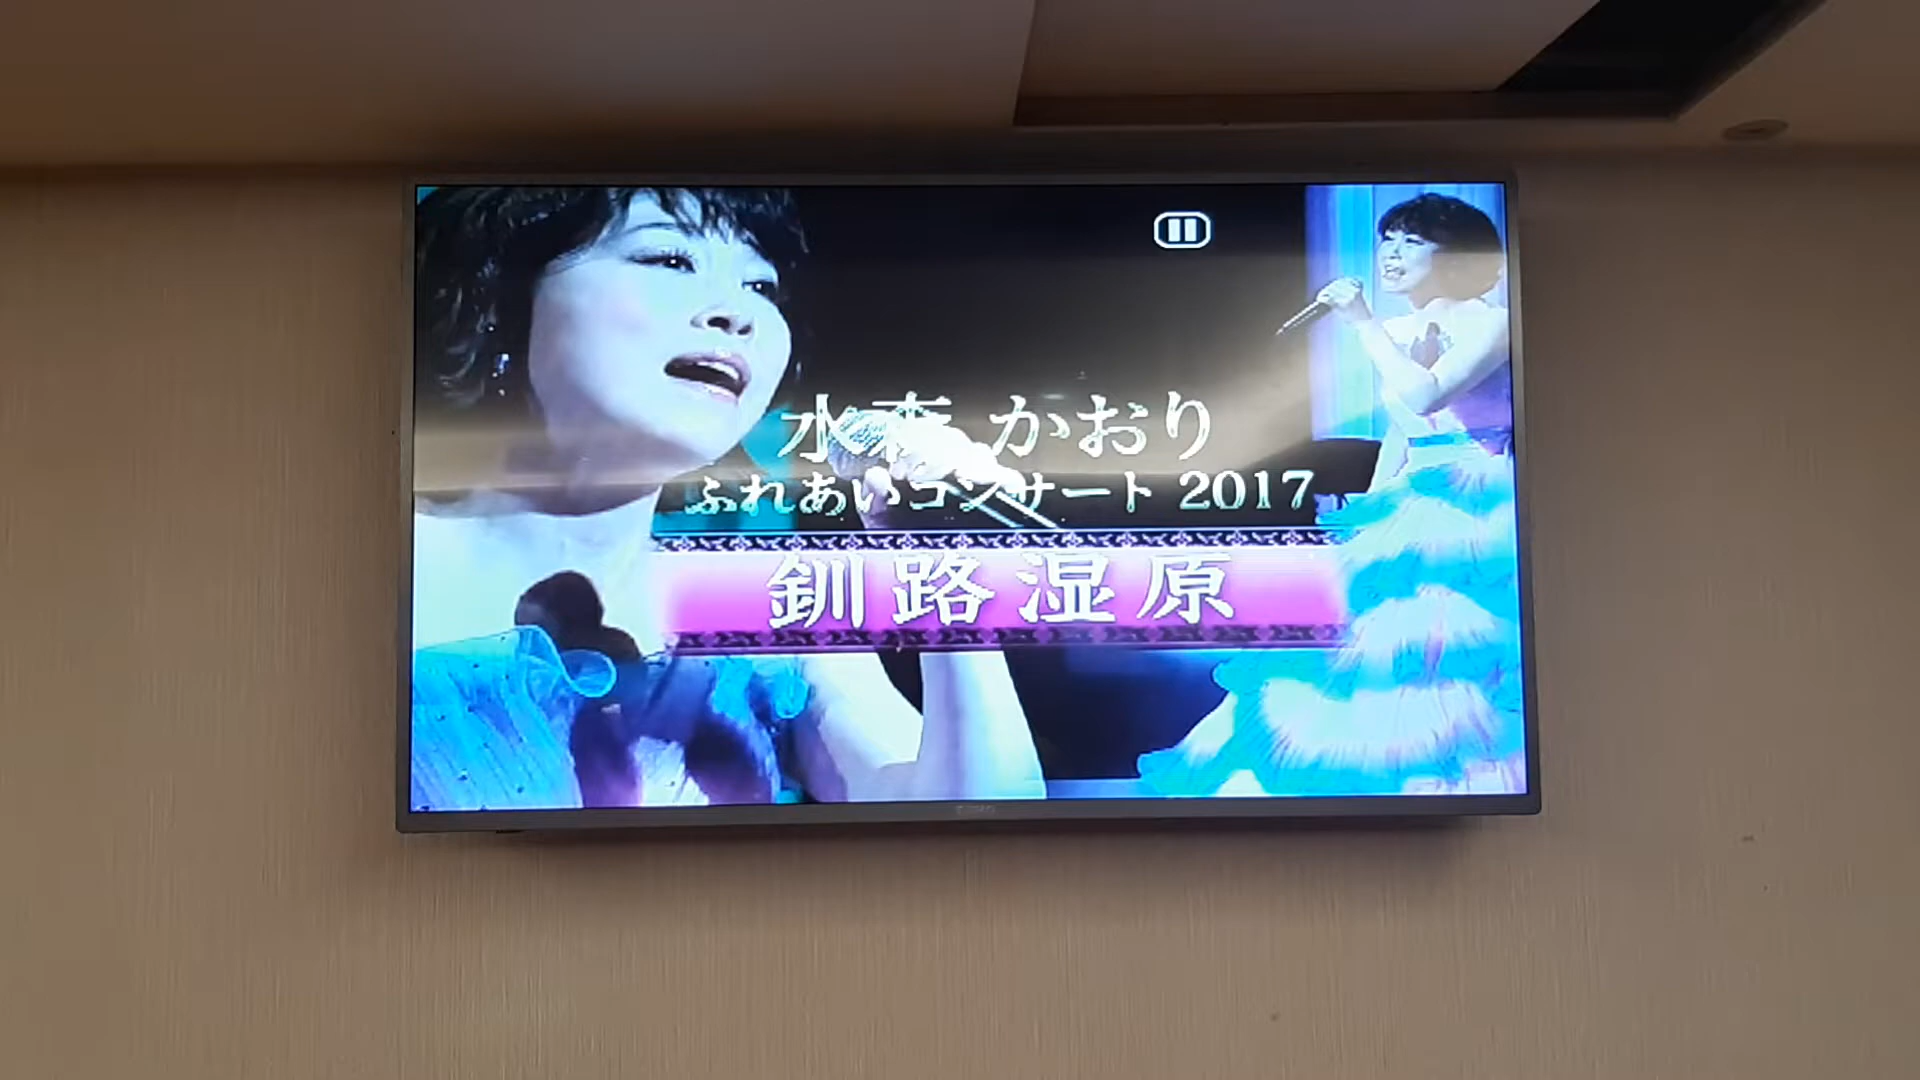 水森 かおり
ふれあいコンサート 2017
釧路湿原